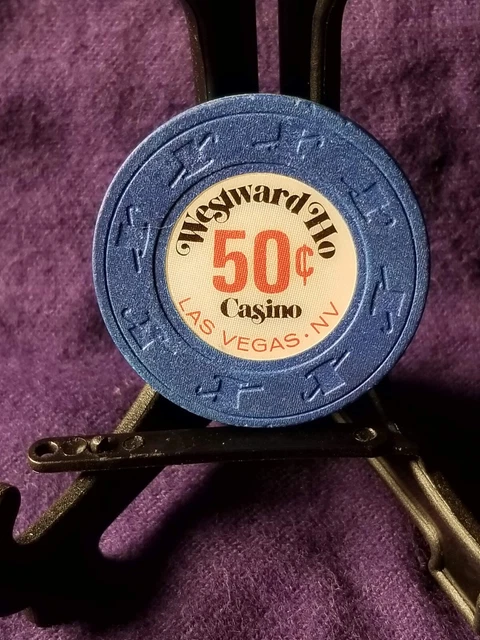 Westward Ho
50¢
Casino
LAS VEGAS · NV